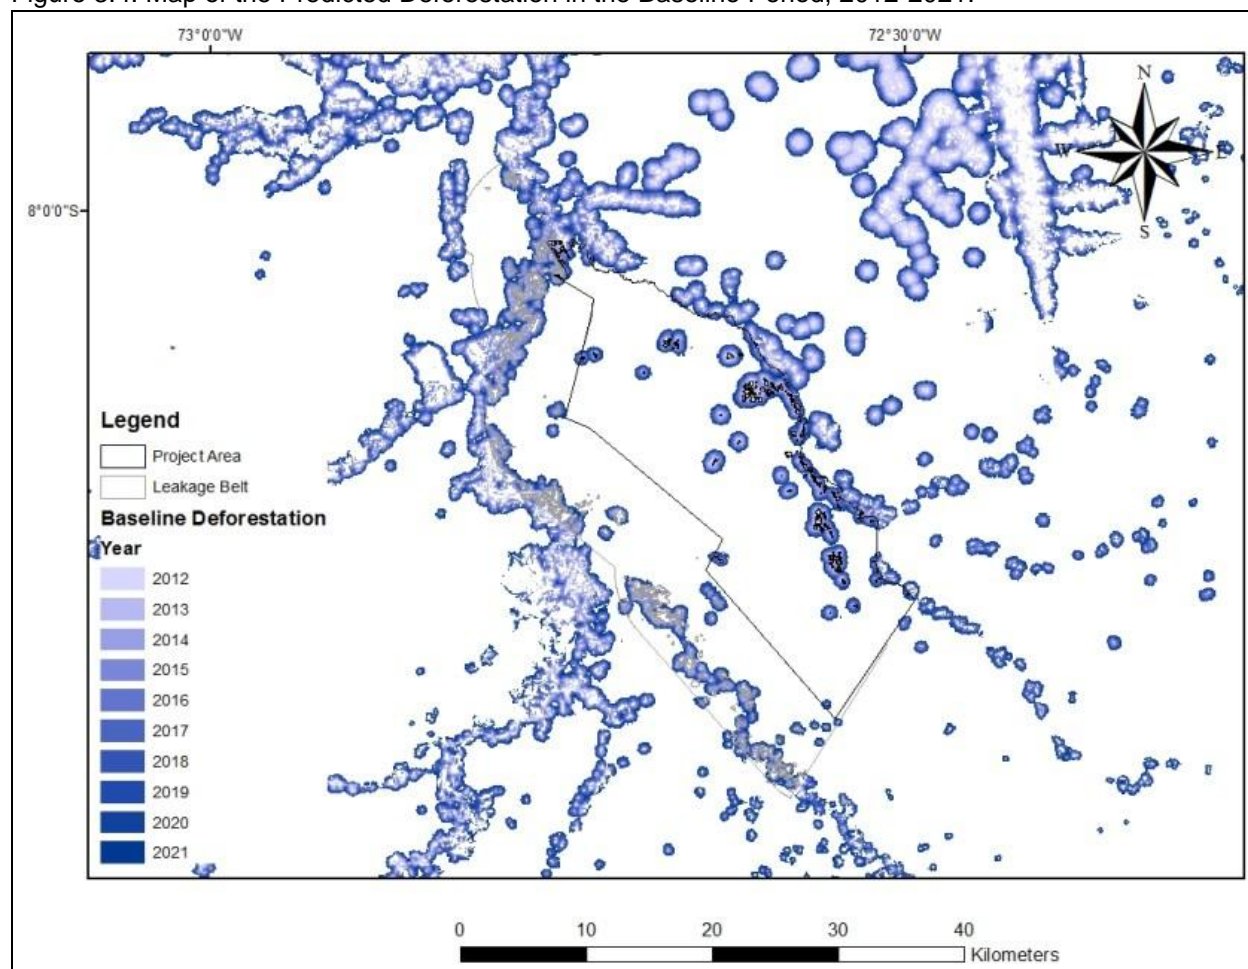 73°0'0"W 72°30'0"W
N
W E
S
8°0'0"S
Legend
Project Area
Leakage Belt
Baseline Deforestation
Year
2012
2013
2014
2015
2016
2017
2018
2019
2020
2021
0 10 20 30 40
Kilometers